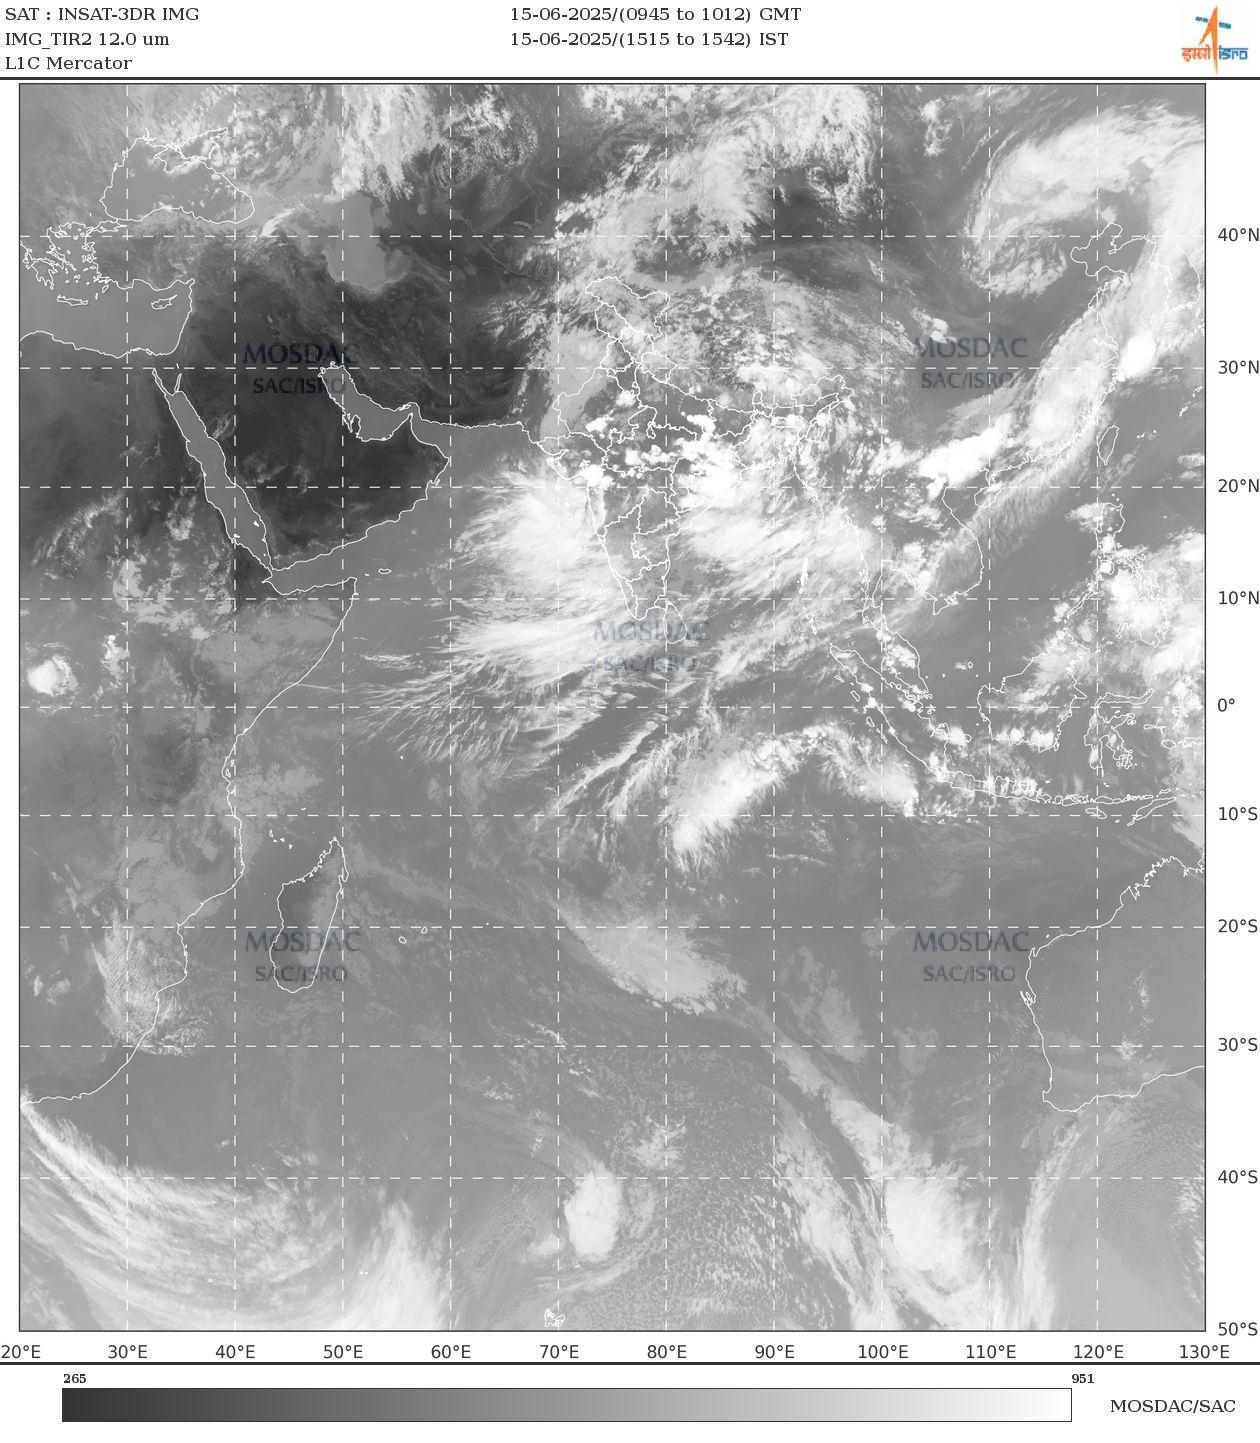 SAT : INSAT-3DR IMG
15-06-2025/(0945 to 1012) GMT
IMG_TIR2 12.0 um
15-06-2025/(1515 to 1542) IST
L1C Mercator
इसरो isro
40°N
MOSDAC
SAC/ISRO
MOSDAC
SAC/ISRO
30°N
20°N
10°N
MOSDAC
SAC/ISRO
0°
10°S
20°S
MOSDAC
SAC/ISRO
MOSDAC
SAC/ISRO
30°S
40°S
50°S
20°E 30°E 40°E 50°E 60°E 70°E 80°E 90°E 100°E 110°E 120°E 130°E
265 951
MOSDAC/SAC